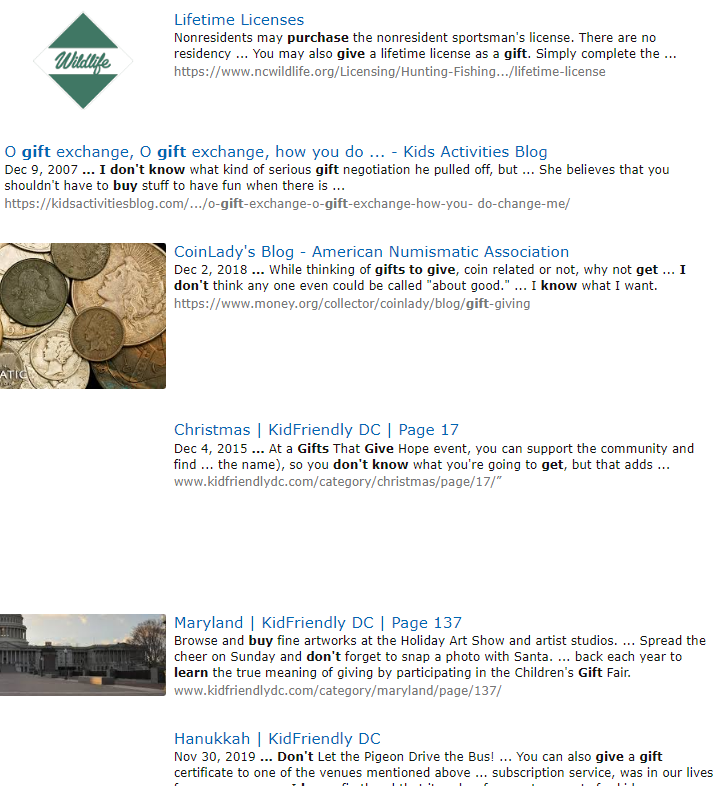 Wildlife
Lifetime Licenses
Nonresidents may purchase the nonresident sportsman's license. There are no
residency ... You may also give a lifetime license as a gift. Simply complete the ...
https://www.ncwildlife.org/Licensing/Hunting-Fishing.../lifetime-license
O gift exchange, O gift exchange, how you do ... - Kids Activities Blog
Dec 9, 2007 ... I don't know what kind of serious gift negotiation he pulled off, but ... She believes that you
shouldn't have to buy stuff to have fun when there is ...
https://kidsactivitiesblog.com/.../o-gift-exchange-o-gift-exchange-how-you- do-change-me/
CoinLady's Blog - American Numismatic Association
Dec 2, 2018 ... While thinking of gifts to give, coin related or not, why not get ... I
don't think any one even could be called "about good." ... I know what I want.
https://www.money.org/collector/coinlady/blog/gift-giving
ATIC
Christmas | KidFriendly DC | Page 17
Dec 4, 2015 ... At a Gifts That Give Hope event, you can support the community and
find ... the name), so you don't know what you're going to get, but that adds ...
www.kidfriendlydc.com/category/christmas/page/17/”
Maryland | KidFriendly DC | Page 137
Browse and buy fine artworks at the Holiday Art Show and artist studios. ... Spread the
cheer on Sunday and don't forget to snap a photo with Santa. ... back each year to
learn the true meaning of giving by participating in the Children's Gift Fair.
www.kidfriendlydc.com/category/maryland/page/137/
Hanukkah | KidFriendly DC
Nov 30, 2019 ... Don't Let the Pigeon Drive the Bus! ... You can also give a gift
certificate to one of the venues mentioned above ... subscription service, was in our lives